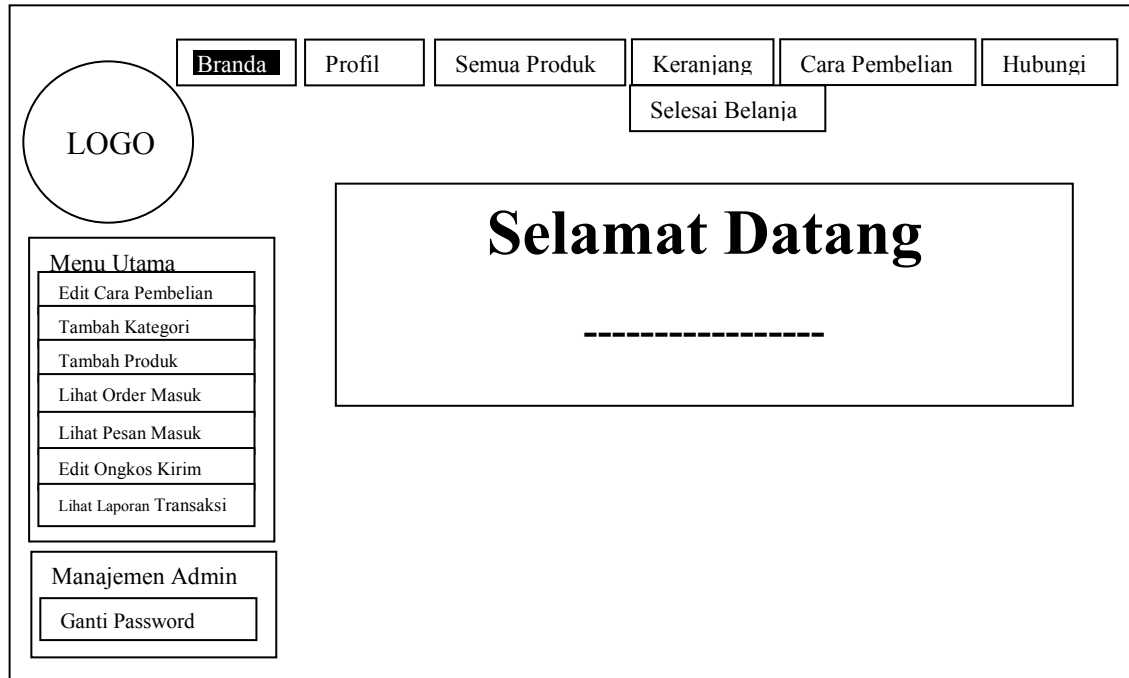 Branda
Profil
Semua Produk
Keranjang
Cara Pembelian
Hubungi
Selesai Belanja
LOGO
Selamat Datang
-----------------
Menu Utama
Edit Cara Pembelian
Tambah Kategori
Tambah Produk
Lihat Order Masuk
Lihat Pesan Masuk
Edit Ongkos Kirim
Lihat Laporan Transaksi
Manajemen Admin
Ganti Password